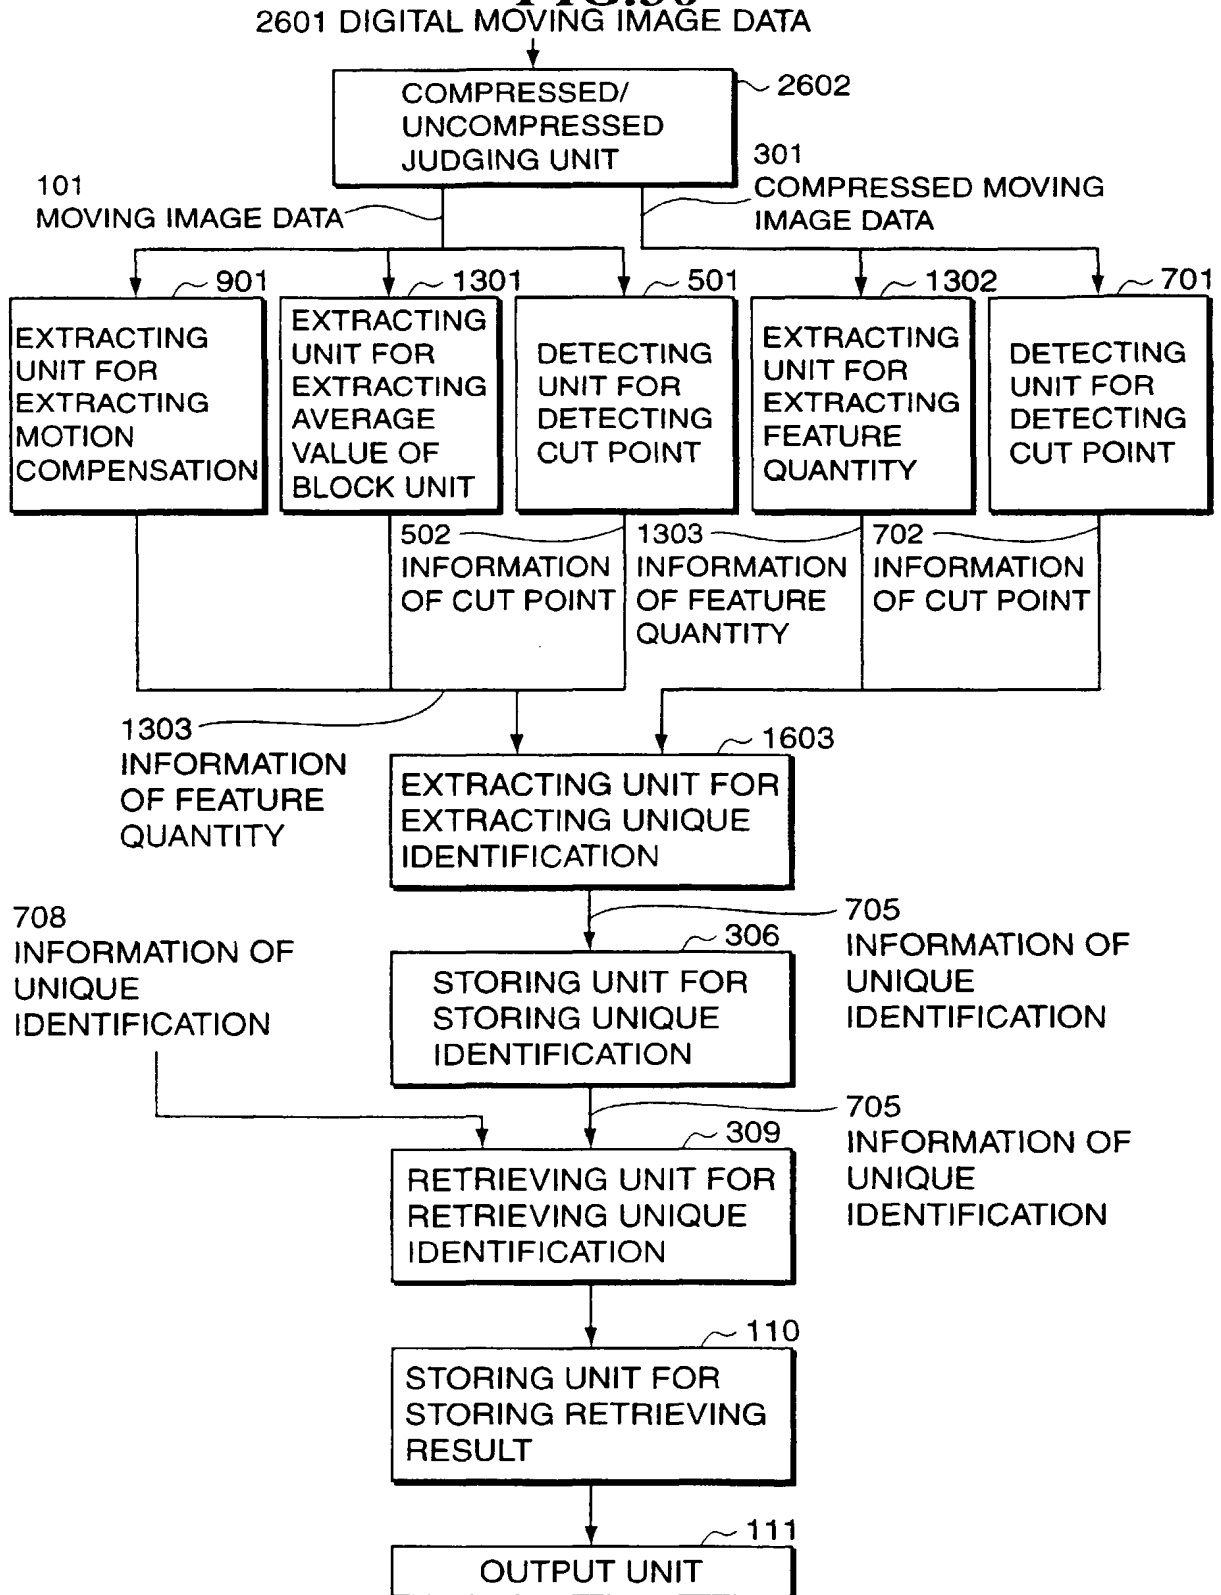 2601 DIGITAL MOVING IMAGE DATA
COMPRESSED/
UNCOMPRESSED
JUDGING UNIT
2602
101
MOVING IMAGE DATA
301
COMPRESSED MOVING
IMAGE DATA
901
EXTRACTING
UNIT FOR
EXTRACTING
MOTION
COMPENSATION
1301
EXTRACTING
UNIT FOR
EXTRACTING
AVERAGE
VALUE OF
BLOCK UNIT
501
DETECTING
UNIT FOR
DETECTING
CUT POINT
1302
EXTRACTING
UNIT FOR
EXTRACTING
FEATURE
QUANTITY
701
DETECTING
UNIT FOR
DETECTING
CUT POINT
502
INFORMATION
OF CUT POINT
1303
INFORMATION
OF FEATURE
QUANTITY
702
INFORMATION
OF CUT POINT
1303
INFORMATION
OF FEATURE
QUANTITY
1603
EXTRACTING UNIT FOR
EXTRACTING UNIQUE
IDENTIFICATION
708
INFORMATION OF
UNIQUE
IDENTIFICATION
705
INFORMATION OF
UNIQUE
IDENTIFICATION
306
STORING UNIT FOR
STORING UNIQUE
IDENTIFICATION
705
INFORMATION OF
UNIQUE
IDENTIFICATION
309
RETRIEVING UNIT FOR
RETRIEVING UNIQUE
IDENTIFICATION
110
STORING UNIT FOR
STORING RETRIEVING
RESULT
111
OUTPUT UNIT